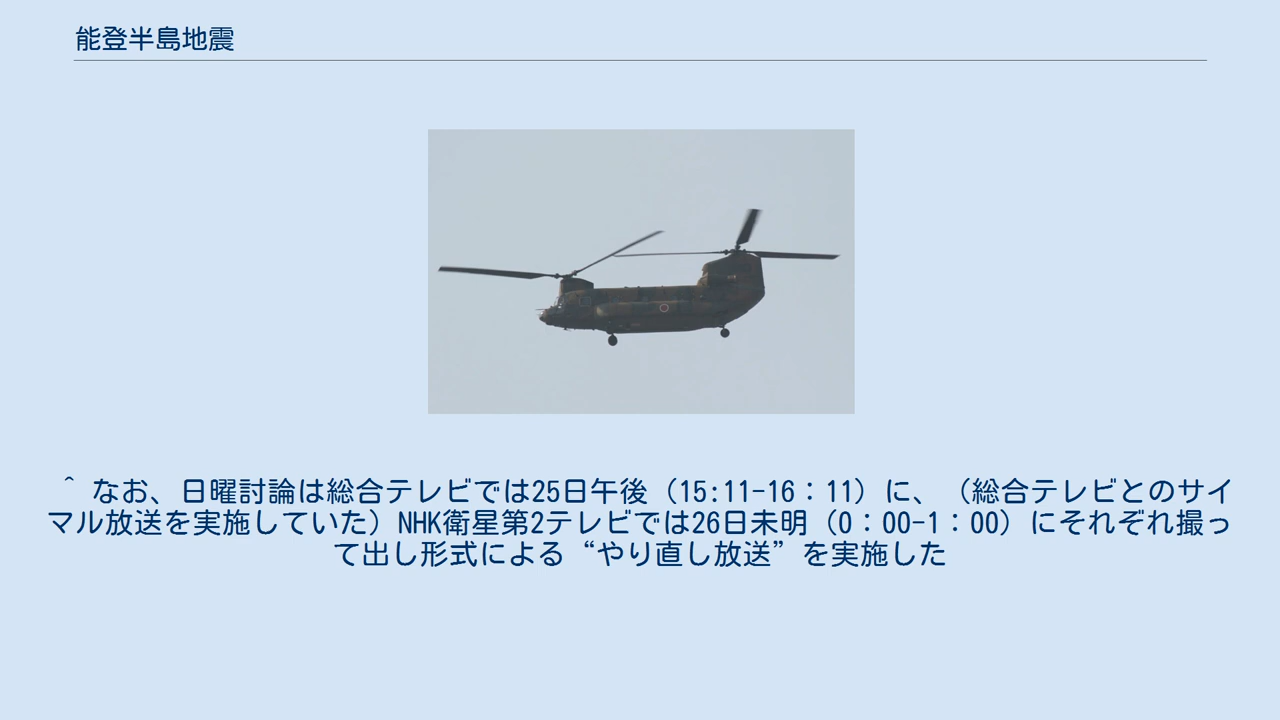 能登半島地震
^ なお、日曜討論は総合テレビでは25日午後（15:11-16：11）に、（総合テレビとのサイ
マル放送を実施していた）NHK衛星第2テレビでは26日未明（0：00-1：00）にそれぞれ撮っ
て出し形式による“やり直し放送”を実施した